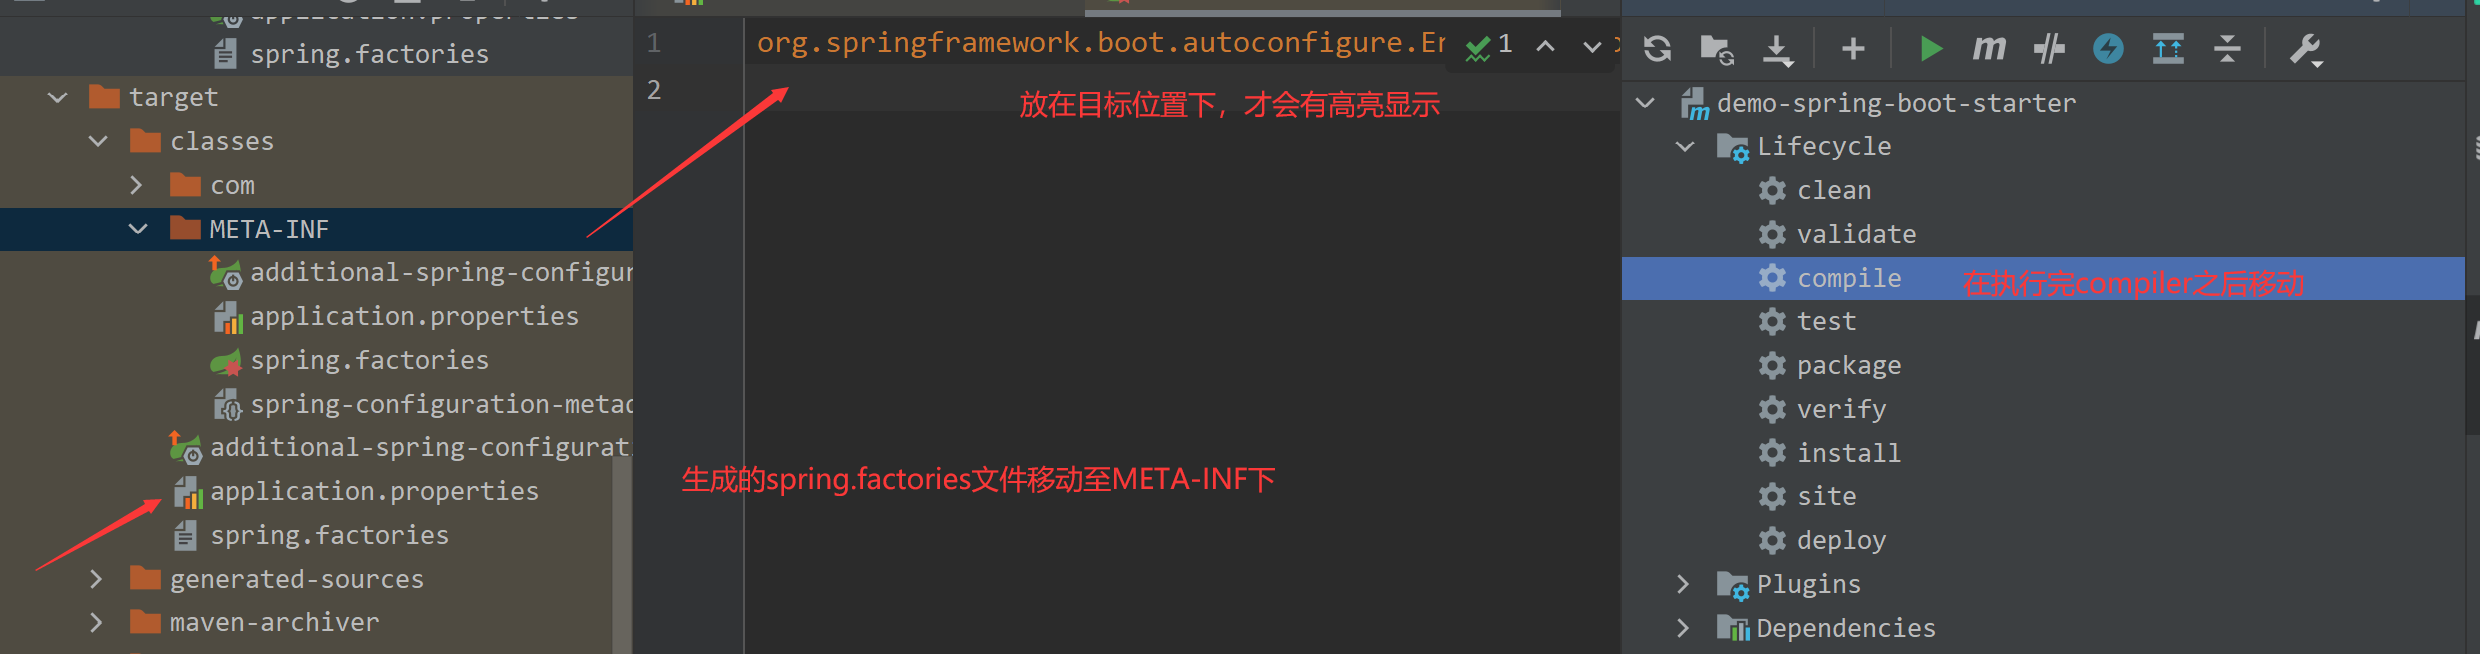 spring.factories
target
classes
com
META-INF
additional-spring-configur
application.properties
spring.factories
spring-configuration-metad
additional-spring-configurati
application.properties
spring.factories
generated-sources
maven-archiver
1
org.springframework.boot.autoconfigure.Er
1
2
放在目标位置下，才会有高亮显示
生成的spring.factories文件移动至META-INF下
demo-spring-boot-starter
Lifecycle
clean
validate
compile
在执行完compiler之后移动
test
package
verify
install
site
deploy
Plugins
Dependencies